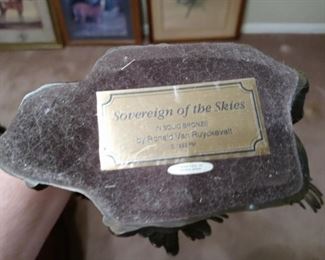 Sovereign of the Skies
IN SOLID BRONZE
by Ronald Van Ruyckevelt